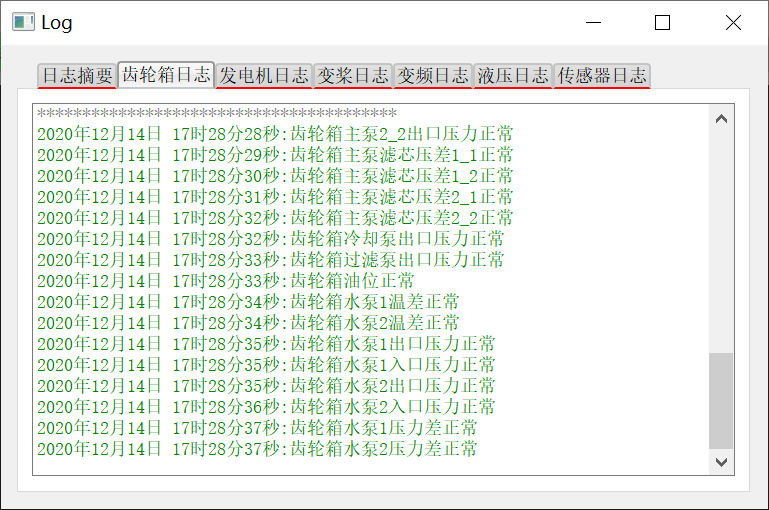 Log
日志摘要 齿轮箱日志 发电机日志 变桨日志 变频日志 液压日志 传感器日志
****************************************
2020年12月14日 17时28分28秒:齿轮箱主泵2_2出口压力正常
2020年12月14日 17时28分29秒:齿轮箱主泵滤芯压差1_1正常
2020年12月14日 17时28分30秒:齿轮箱主泵滤芯压差1_2正常
2020年12月14日 17时28分31秒:齿轮箱主泵滤芯压差2_1正常
2020年12月14日 17时28分32秒:齿轮箱主泵滤芯压差2_2正常
2020年12月14日 17时28分32秒:齿轮箱冷却泵出口压力正常
2020年12月14日 17时28分33秒:齿轮箱过滤泵出口压力正常
2020年12月14日 17时28分33秒:齿轮箱油位正常
2020年12月14日 17时28分34秒:齿轮箱水泵1温差正常
2020年12月14日 17时28分34秒:齿轮箱水泵2温差正常
2020年12月14日 17时28分35秒:齿轮箱水泵1出口压力正常
2020年12月14日 17时28分35秒:齿轮箱水泵1入口压力正常
2020年12月14日 17时28分35秒:齿轮箱水泵2出口压力正常
2020年12月14日 17时28分36秒:齿轮箱水泵2入口压力正常
2020年12月14日 17时28分37秒:齿轮箱水泵1压力差正常
2020年12月14日 17时28分37秒:齿轮箱水泵2压力差正常